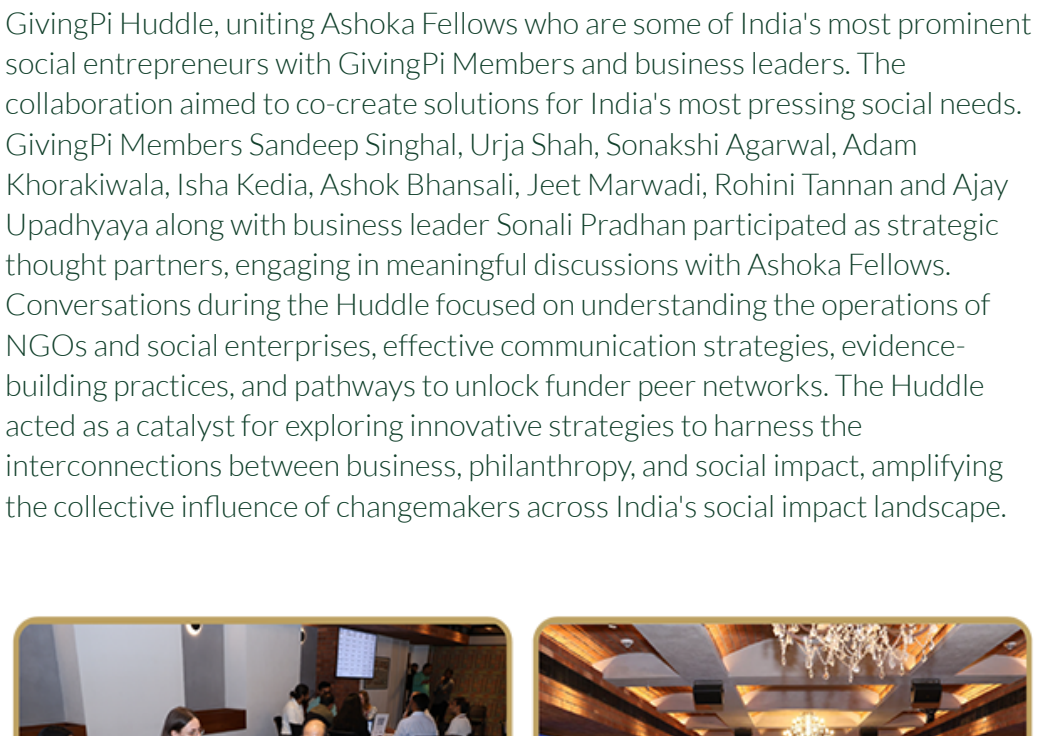 GivingPi Huddle, uniting Ashoka Fellows who are some of India's most prominent
social entrepreneurs with GivingPi Members and business leaders. The
collaboration aimed to co-create solutions for India's most pressing social needs.
GivingPi Members Sandeep Singhal, Urja Shah, Sonakshi Agarwal, Adam
Khorakiwala, Isha Kedia, Ashok Bhansali, Jeet Marwadi, Rohini Tannan and Ajay
Upadhyaya along with business leader Sonali Pradhan participated as strategic
thought partners, engaging in meaningful discussions with Ashoka Fellows.
Conversations during the Huddle focused on understanding the operations of
NGOs and social enterprises, effective communication strategies, evidence-
building practices, and pathways to unlock funder peer networks. The Huddle
acted as a catalyst for exploring innovative strategies to harness the
interconnections between business, philanthropy, and social impact, amplifying
the collective influence of changemakers across India's social impact landscape.